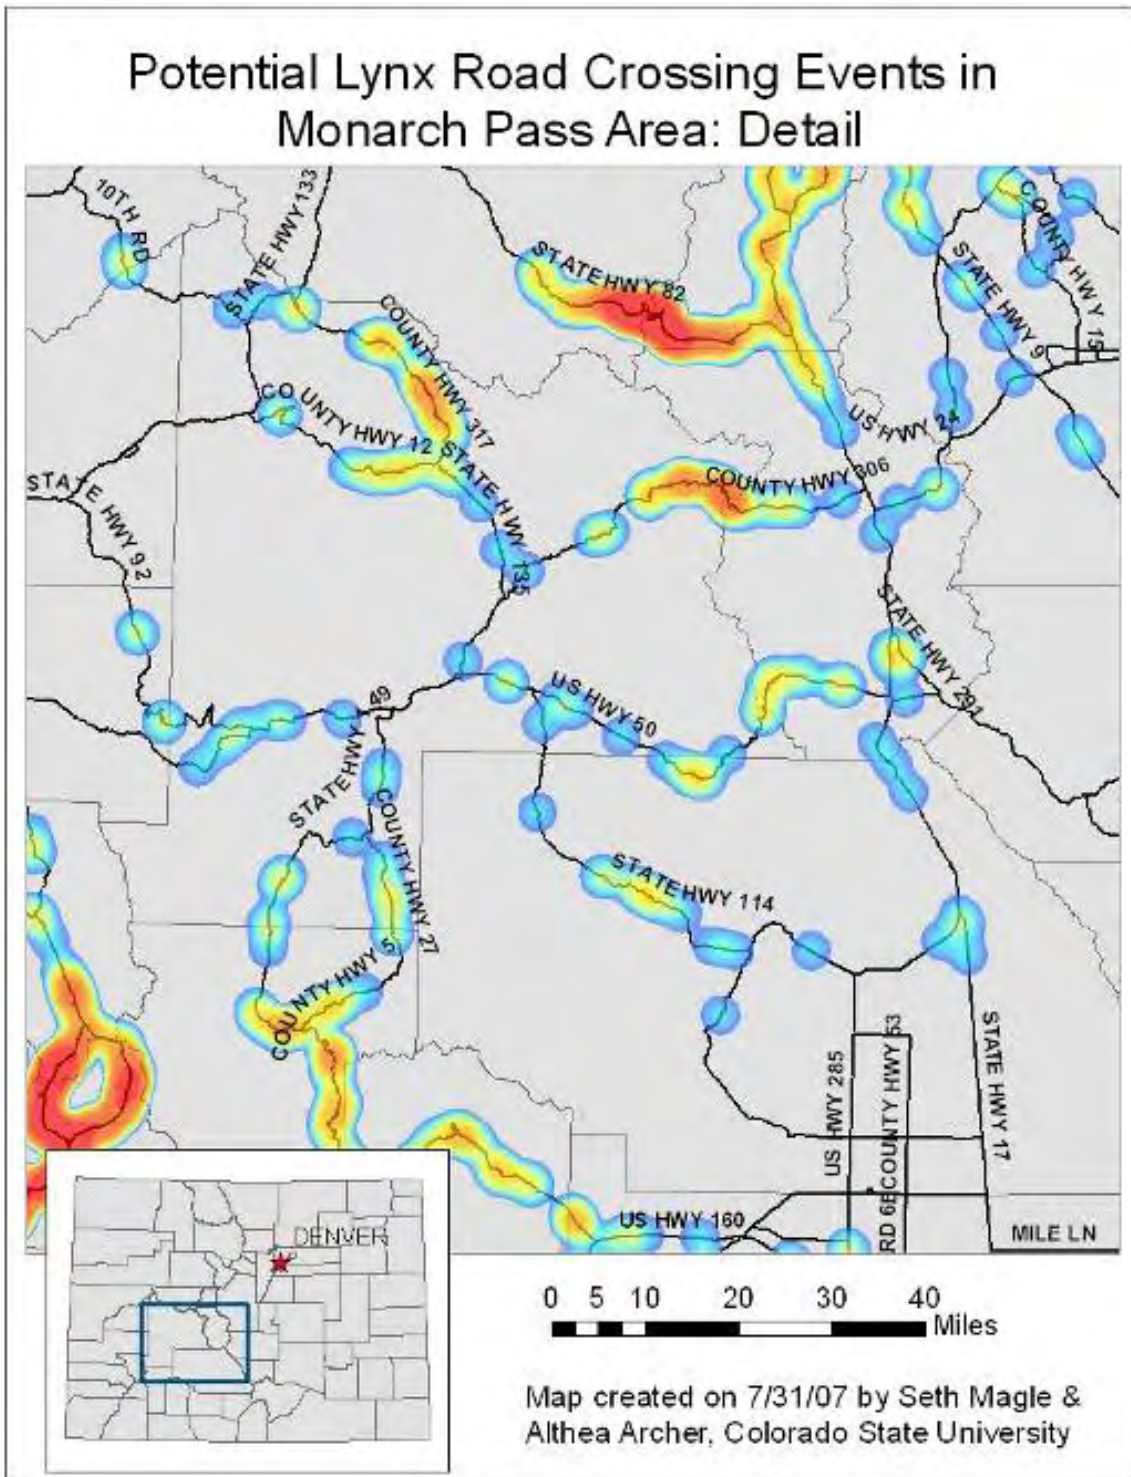 Potential Lynx Road Crossing Events in
Monarch Pass Area: Detail
10TH RD
STATE HWY 133
STATE HWY 82
COUNTY HWY 15
STATE HWY 9
COUNTY HWY 317
COUNTY HWY 12
US HWY 24
STATE HWY 135
COUNTY HWY 306
STATE HWY 92
STATE HWY 291
US HWY 50
STATE HWY 149
COUNTY HWY 27
STATE HWY 114
COUNTY HWY 5
US HWY 285
COUNTY HWY 53
RD 6E
STATE HWY 17
US HWY 160
MILE LN
DENVER
0 5 10 20 30 40
Miles
Map created on 7/31/07 by Seth Magle &
Althea Archer, Colorado State University